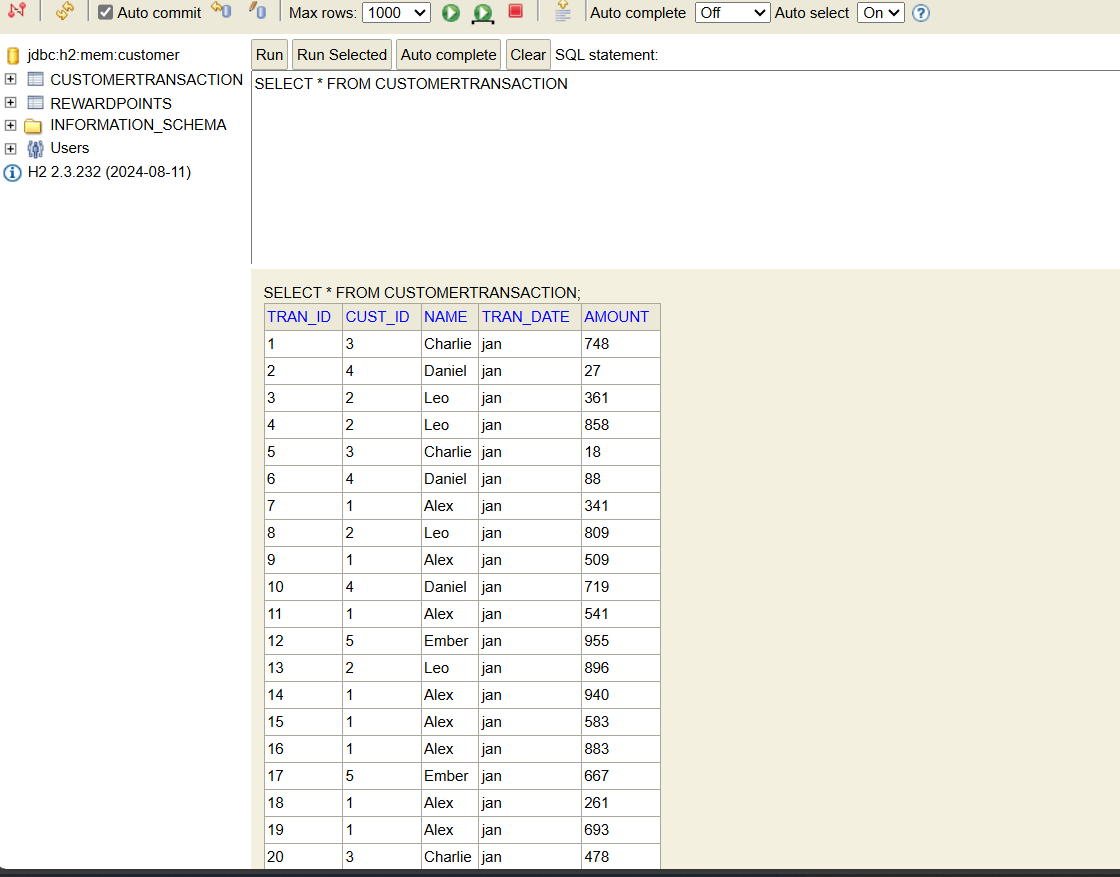 Auto commit Max rows: 1000 Auto complete Off Auto select On ?
jdbc:h2:mem:customer
CUSTOMERTRANSACTION
REWARDPOINTS
INFORMATION_SCHEMA
Users
H2 2.3.232 (2024-08-11)
Run Run Selected Auto complete Clear SQL statement:
SELECT * FROM CUSTOMERTRANSACTION
SELECT * FROM CUSTOMERTRANSACTION;
TRAN_ID CUST_ID NAME TRAN_DATE AMOUNT
1 3 Charlie jan 748
2 4 Daniel jan 27
3 2 Leo jan 361
4 2 Leo jan 858
5 3 Charlie jan 18
6 4 Daniel jan 88
7 1 Alex jan 341
8 2 Leo jan 809
9 1 Alex jan 509
10 4 Daniel jan 719
11 1 Alex jan 541
12 5 Ember jan 955
13 2 Leo jan 896
14 1 Alex jan 940
15 1 Alex jan 583
16 1 Alex jan 883
17 5 Ember jan 667
18 1 Alex jan 261
19 1 Alex jan 693
20 3 Charlie jan 478